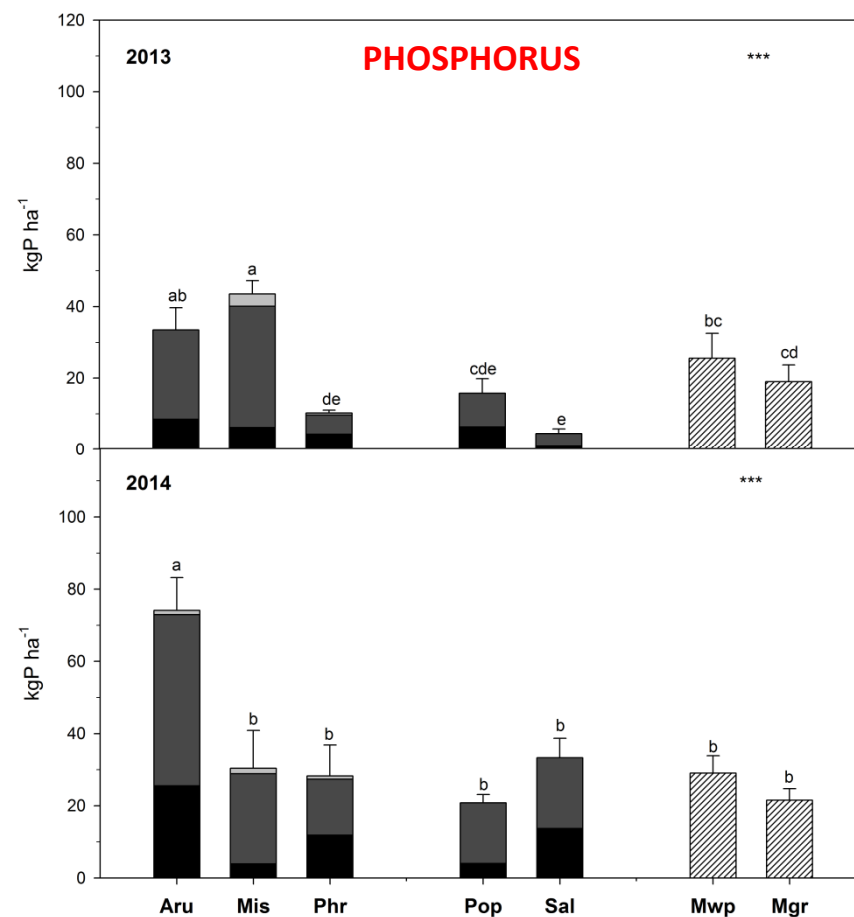 120
2013 PHOSPHORUS ***
100
80
60
kgP ha⁻¹
a
ab
40
bc
cde
cd
20
de
e
0
2014 ***
100
a
80
60
kgP ha⁻¹
40
b b b b
b b b
20
0
Aru Mis Phr Pop Sal Mwp Mgr